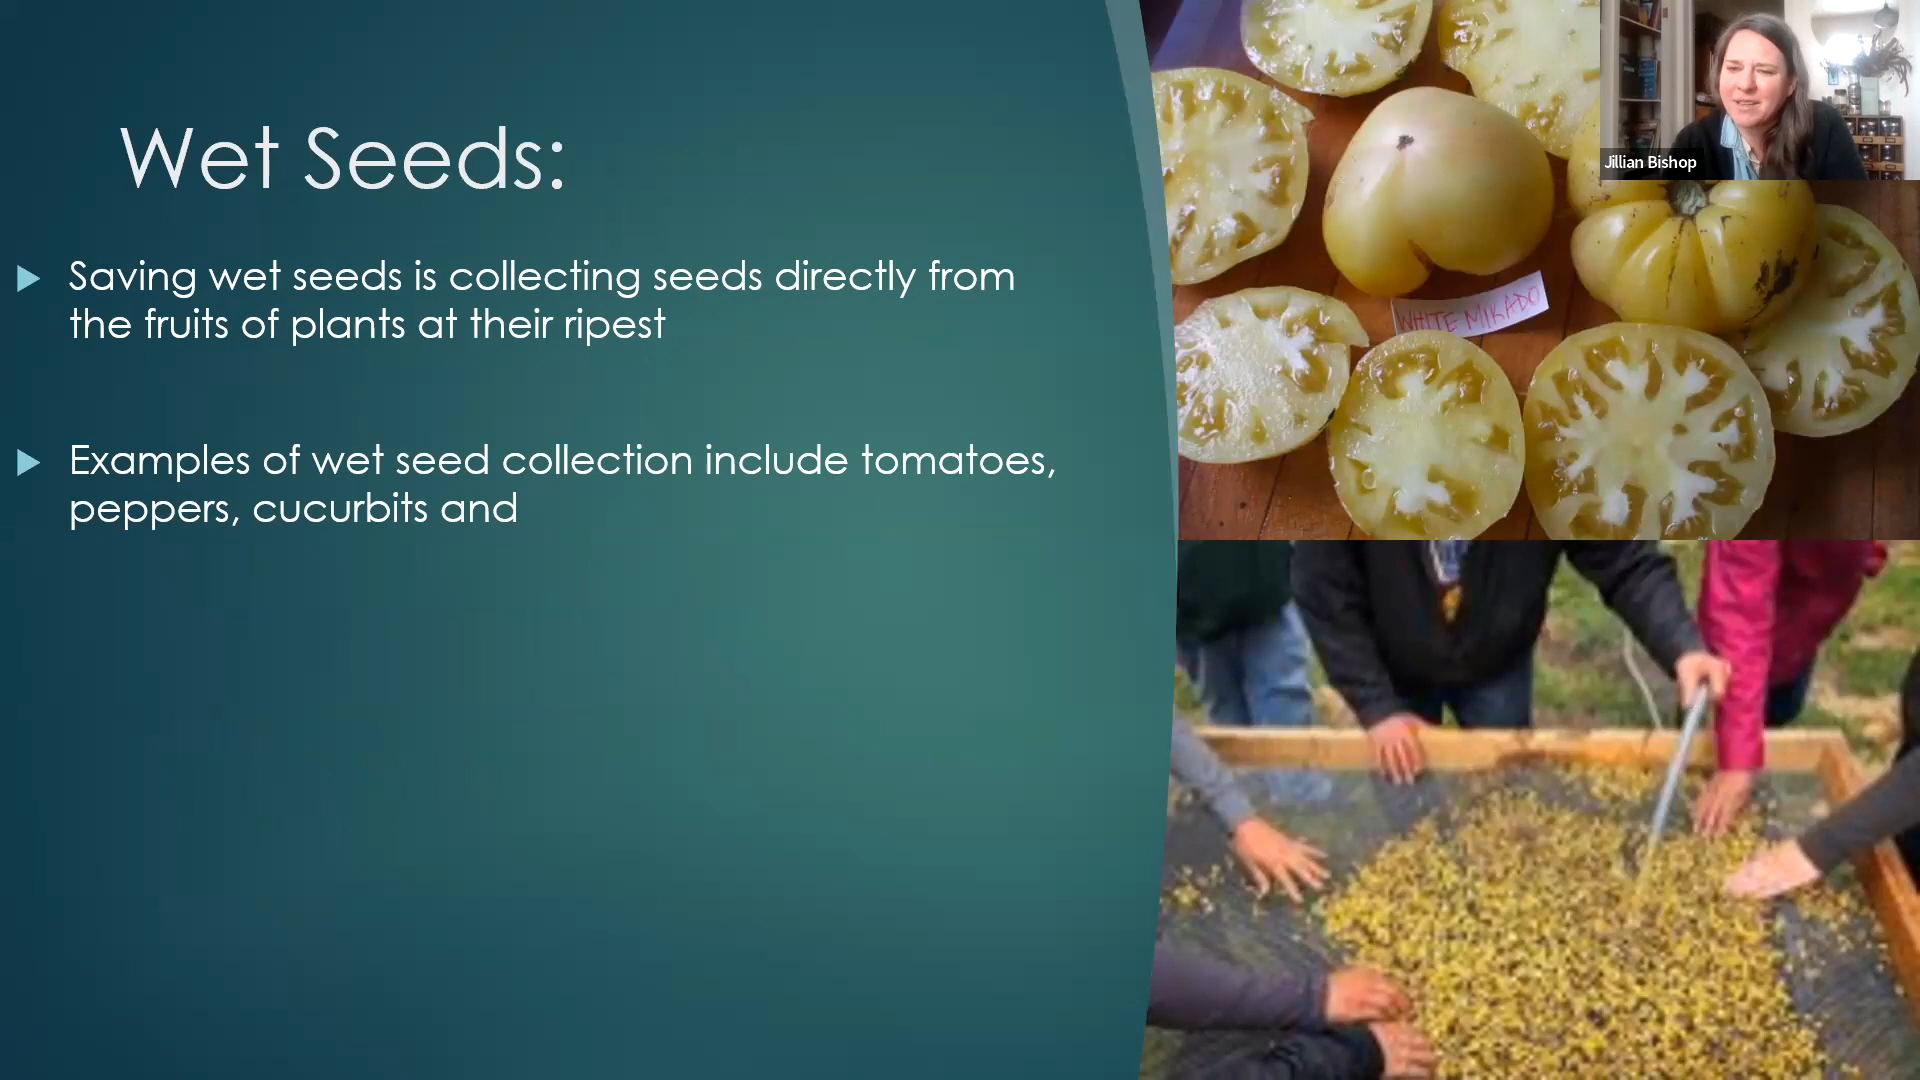 Wet Seeds:
Saving wet seeds is collecting seeds directly from
the fruits of plants at their ripest
Examples of wet seed collection include tomatoes,
peppers, cucurbits and
WHITE MIKADO
Jillian Bishop